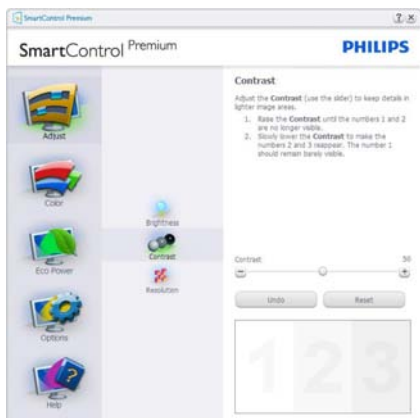 SmartControl Premium
SmartControl Premium
PHILIPS
Adjust
Color
Eco Power
Options
Help
Brightness
Contrast
Resolution
Contrast
Adjust the Contrast (use the slider) to keep details in
lighter image areas.
1. Raise the Contrast until the numbers 1 and 2
are no longer visible.
2. Slowly lower the Contrast to make the
numbers 2 and 3 reappear. The number 1
should remain barely visible.
Contrast 50
Undo Reset
1 2 3